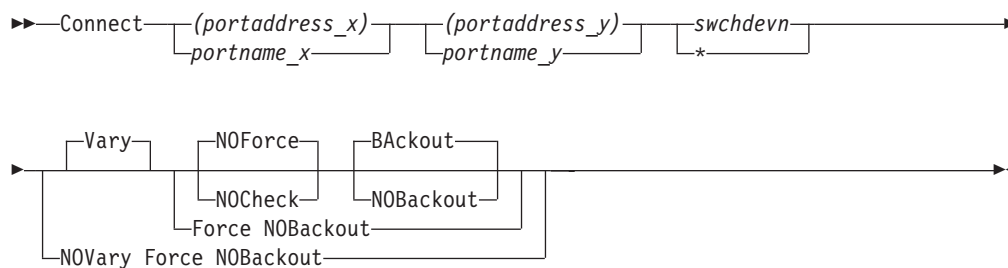 Connect (portaddress_x) (portaddress_y) swchdevn
portname_x portname_y *
Vary NOForce BAckout
NOCheck NOBackout
Force NOBackout
NOVary Force NOBackout